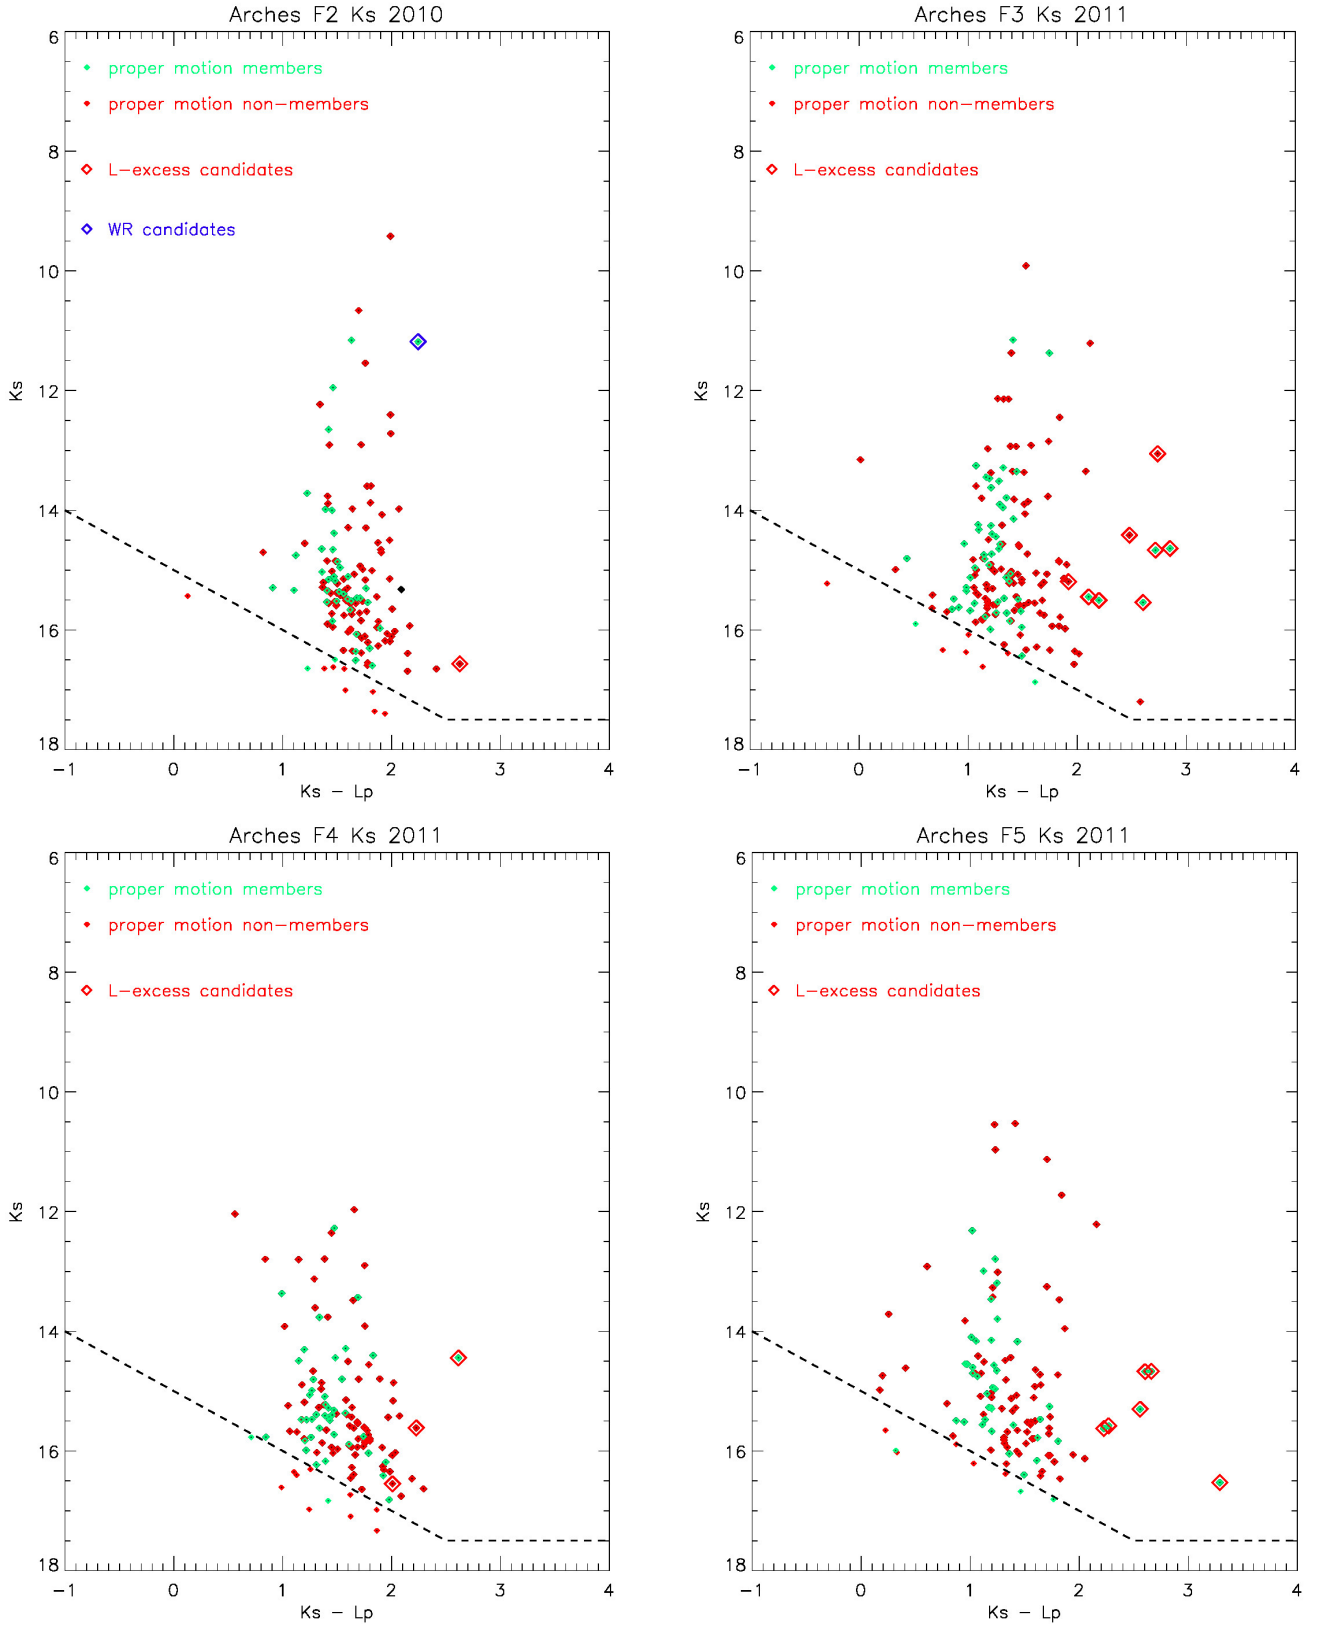 Arches F2 Ks 2010
6
8
10
12
14
16
18
Ks
proper motion members
proper motion non-members
L-excess candidates
WR candidates
-1 0 1 2 3 4
Ks - Lp
Arches F3 Ks 2011
6
8
10
12
14
16
18
Ks
proper motion members
proper motion non-members
L-excess candidates
-1 0 1 2 3 4
Ks - Lp
Arches F4 Ks 2011
6
8
10
12
14
16
18
Ks
proper motion members
proper motion non-members
L-excess candidates
-1 0 1 2 3 4
Ks - Lp
Arches F5 Ks 2011
6
8
10
12
14
16
18
Ks
proper motion members
proper motion non-members
L-excess candidates
-1 0 1 2 3 4
Ks - Lp